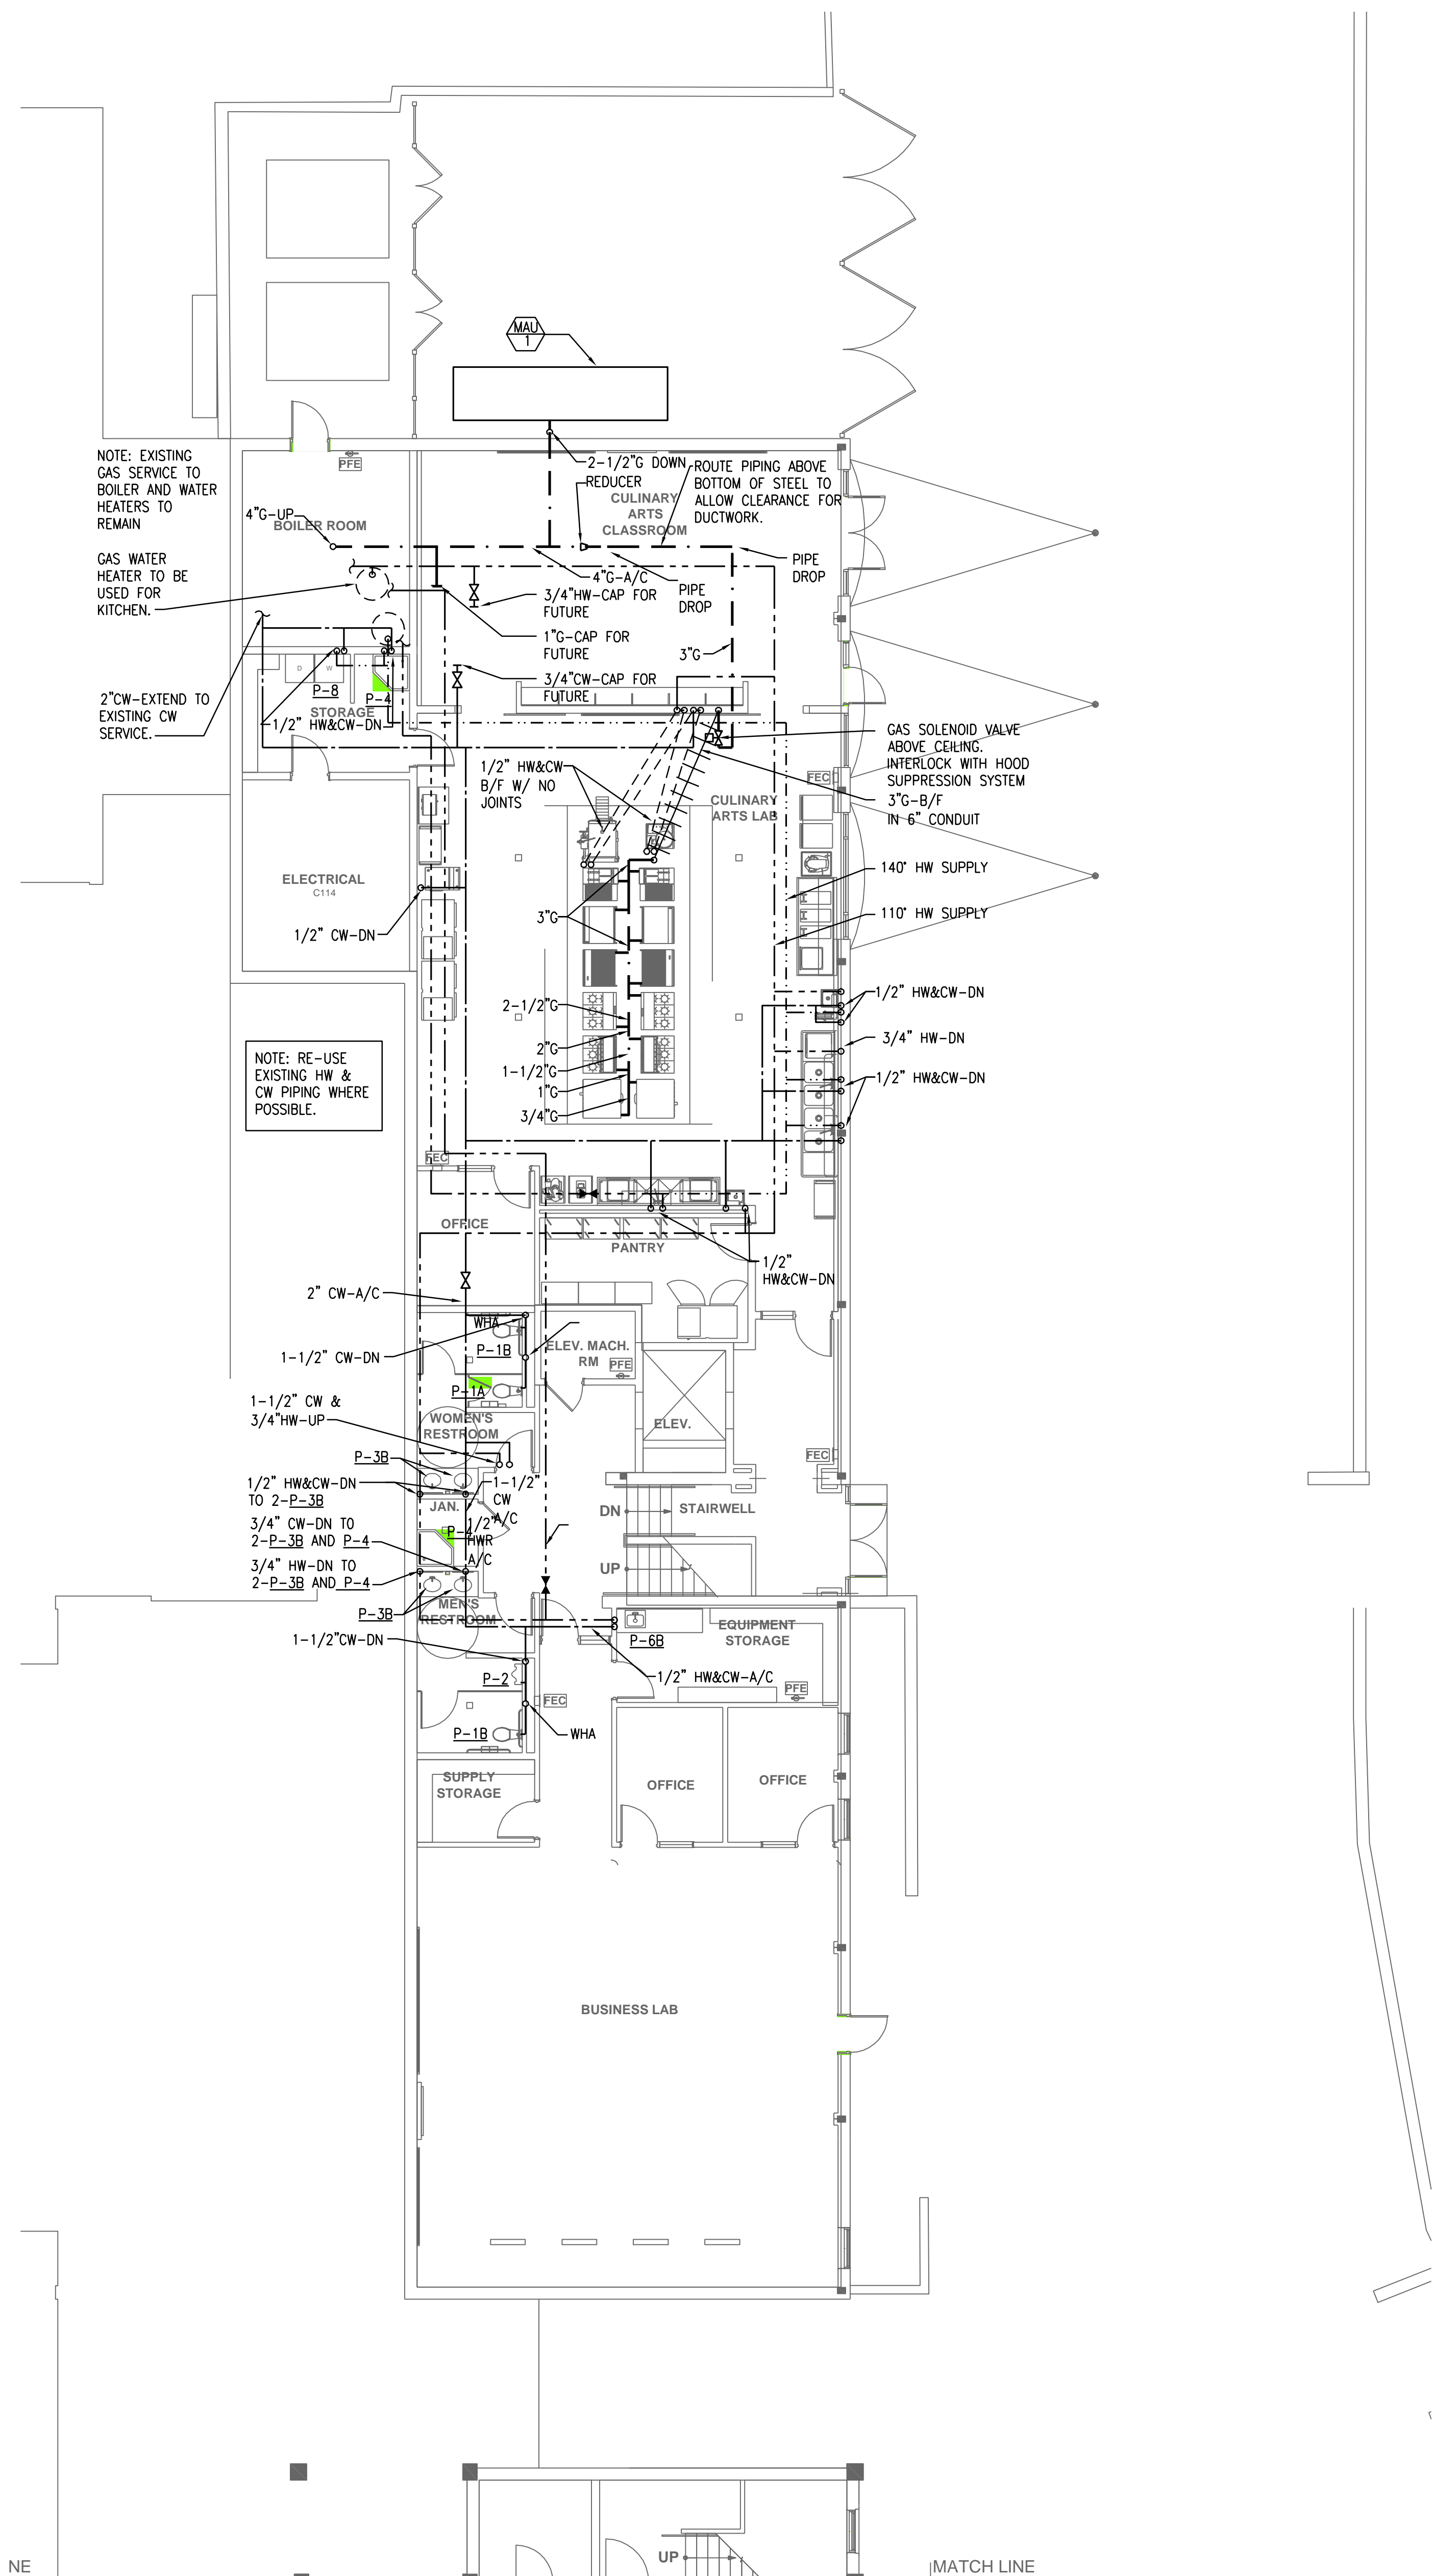 MAU
1
NOTE: EXISTING
GAS SERVICE TO
BOILER AND WATER
HEATERS TO
REMAIN
PFE
2-1/2"G DOWN
REDUCER
ROUTE PIPING ABOVE
BOTTOM OF STEEL TO
ALLOW CLEARANCE FOR
DUCTWORK.
CULINARY
ARTS
CLASSROOM
4"G-UP
BOILER ROOM
GAS WATER
HEATER TO BE
USED FOR
KITCHEN.
4"G-A/C
PIPE
DROP
PIPE
DROP
3/4"HW-CAP FOR
FUTURE
1"G-CAP FOR
FUTURE
3"G
3/4"CW-CAP FOR
FUTURE
D
W
P-8
P-4
STORAGE
1-1/2" HW&CW-DN
2"CW-EXTEND TO
EXISTING CW
SERVICE.
GAS SOLENOID VALVE
ABOVE CEILING.
INTERLOCK WITH HOOD
SUPPRESSION SYSTEM
FEC
1/2" HW&CW
B/F W/ NO
JOINTS
3"G-B/F
IN 6" CONDUIT
CULINARY
ARTS LAB
ELECTRICAL
C114
140° HW SUPPLY
110° HW SUPPLY
1/2" CW-DN
3"G
2-1/2"G
2"G
1-1/2"G
1"G
3/4"G
1/2" HW&CW-DN
3/4" HW-DN
1/2" HW&CW-DN
NOTE: RE-USE
EXISTING HW &
CW PIPING WHERE
POSSIBLE.
FEC
OFFICE
PANTRY
1/2"
HW&CW-DN
2" CW-A/C
WHA
P-1B
1-1/2" CW-DN
ELEV. MACH.
RM
PFE
P-1A
1-1/2" CW &
3/4"HW-UP
WOMEN'S
RESTROOM
ELEV.
FEC
P-3B
1/2" HW&CW-DN
TO 2-P-3B
1-1/2"
CW
A/C
JAN.
DN
STAIRWELL
3/4" CW-DN TO
2-P-3B AND P-4
P-4
1/2"
HWR
A/C
3/4" HW-DN TO
2-P-3B AND P-4
UP
P-3B
MEN'S
RESTROOM
EQUIPMENT
STORAGE
P-6B
1-1/2"CW-DN
1/2" HW&CW-A/C
P-2
PFE
FEC
P-1B
WHA
SUPPLY
STORAGE
OFFICE
OFFICE
BUSINESS LAB
UP
NE
MATCH LINE